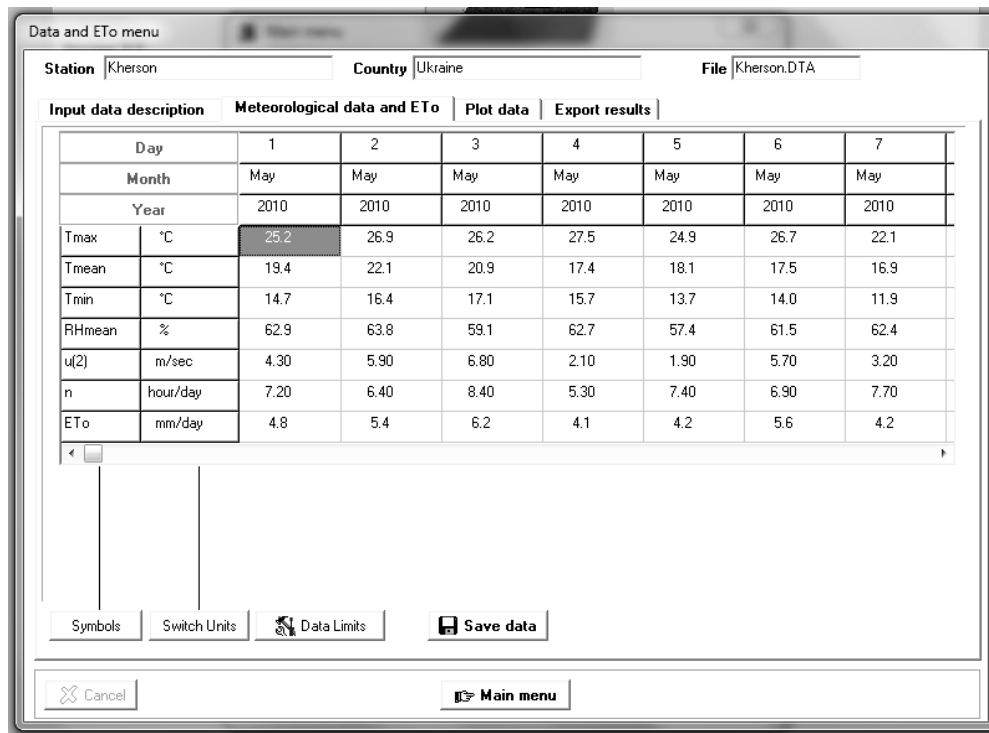 Data and ETo menu
Station Kherson Country Ukraine File Kherson.DTA
Input data description Meteorological data and ETo Plot data Export results
Day 1 2 3 4 5 6 7
Month May May May May May May May
Year 2010 2010 2010 2010 2010 2010 2010
Tmax °C 25.2 26.9 26.2 27.5 24.9 26.7 22.1
Tmean °C 19.4 22.1 20.9 17.4 18.1 17.5 16.9
Tmin °C 14.7 16.4 17.1 15.7 13.7 14.0 11.9
RHmean % 62.9 63.8 59.1 62.7 57.4 61.5 62.4
u(2) m/sec 4.30 5.90 6.80 2.10 1.90 5.70 3.20
n hour/day 7.20 6.40 8.40 5.30 7.40 6.90 7.70
ETo mm/day 4.8 5.4 6.2 4.1 4.2 5.6 4.2
Symbols Switch Units Data Limits Save data
Cancel Main menu